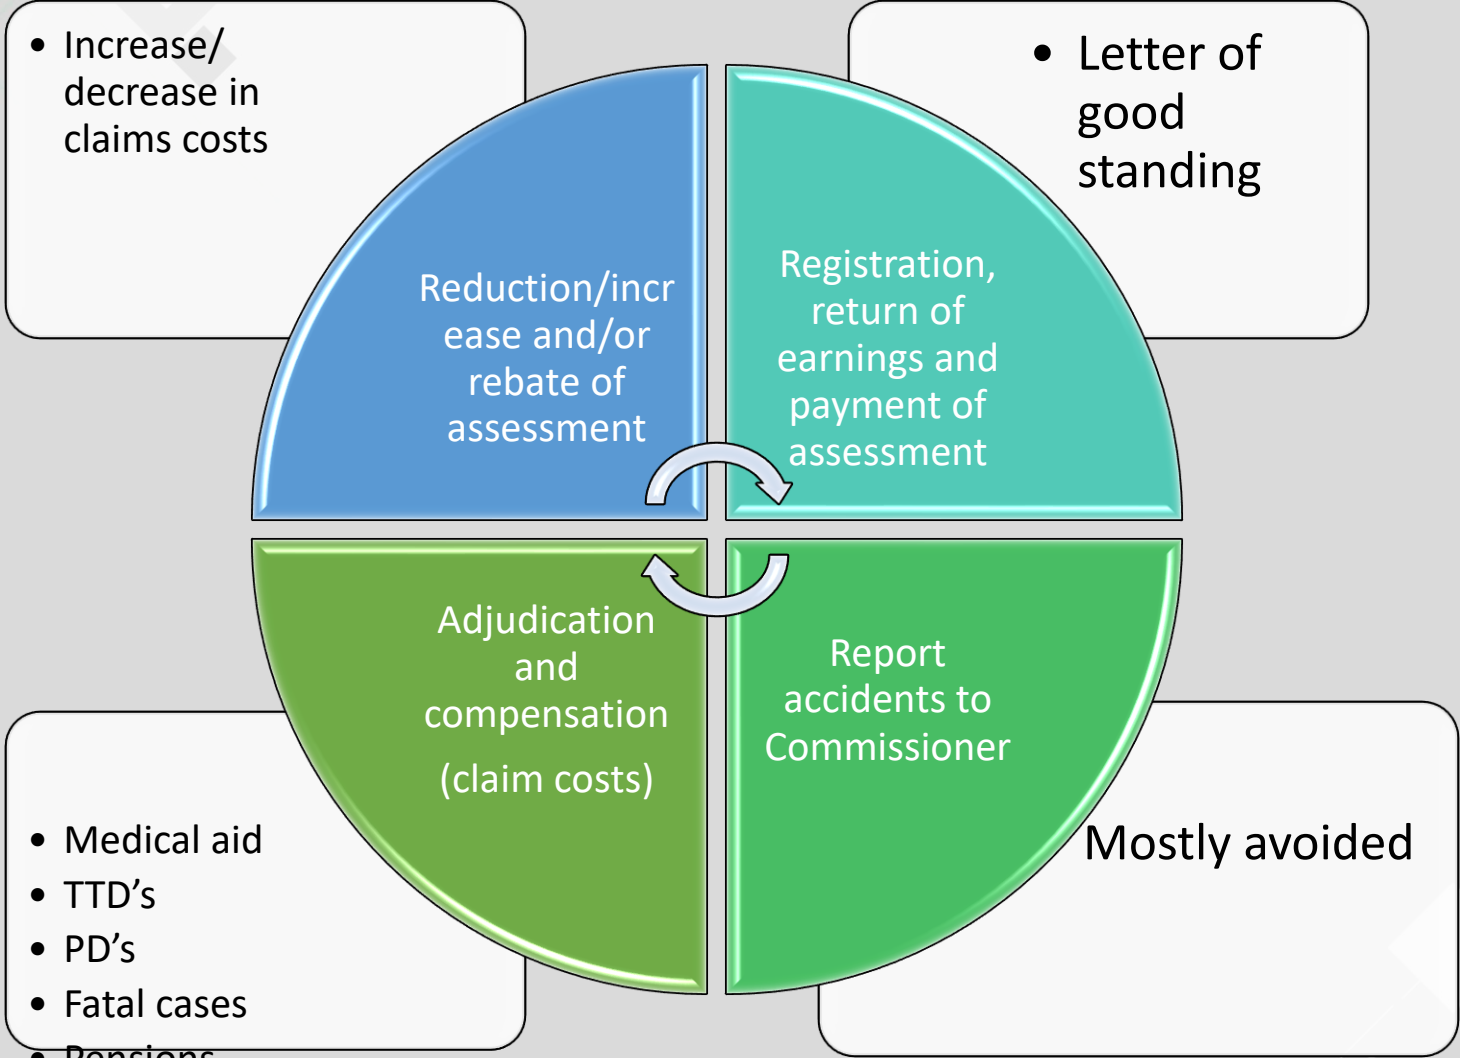 • Increase/
decrease in
claims costs
• Letter of
good
standing
Reduction/incr
ease and/or
rebate of
assessment
Registration,
return of
earnings and
payment of
assessment
Adjudication
and
compensation
(claim costs)
Report
accidents to
Commissioner
• Medical aid
• TTD’s
• PD’s
• Fatal cases
• Pensions
Mostly avoided